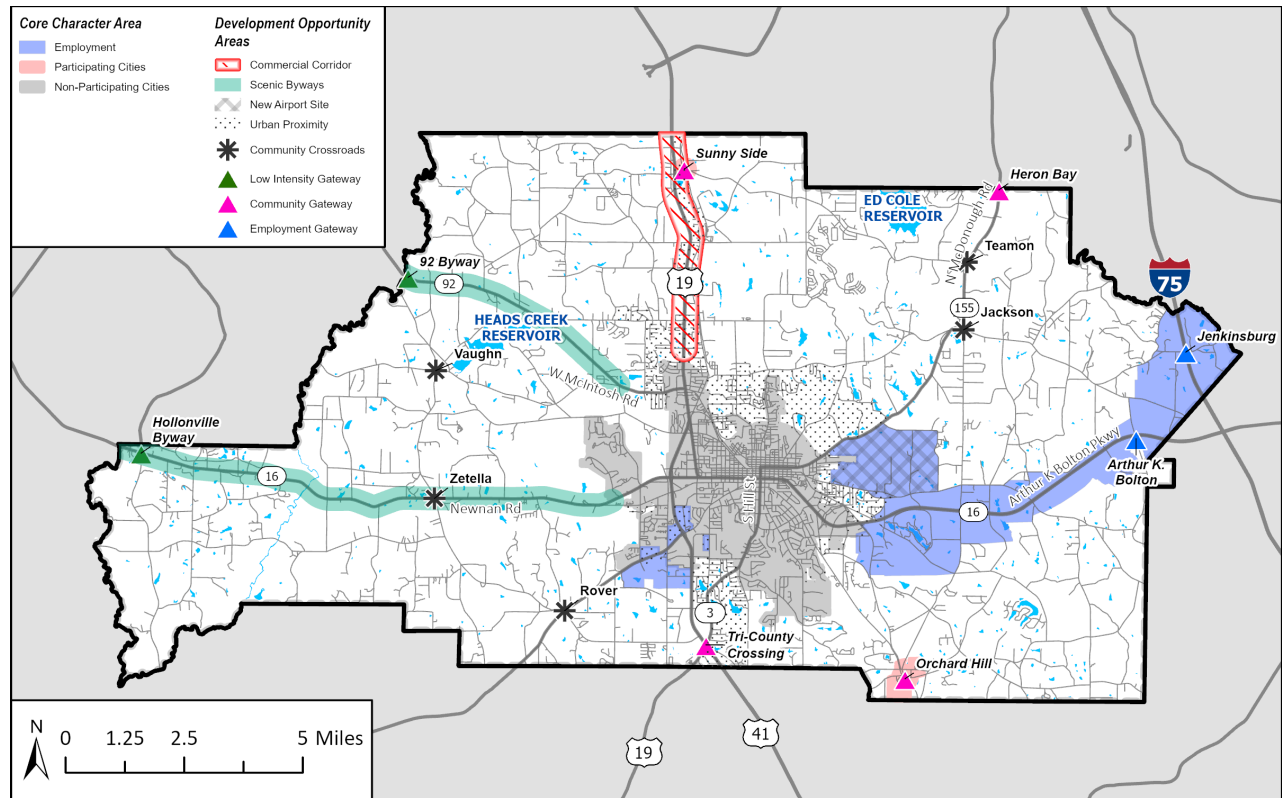 Core Character Area
Employment
Participating Cities
Non-Participating Cities
Development Opportunity
Areas
Commercial Corridor
Scenic Byways
New Airport Site
Urban Proximity
Community Crossroads
Low Intensity Gateway
Community Gateway
Employment Gateway
Sunny Side
Heron Bay
ED COLE
RESERVOIR
N McDonough Rd
Teamon
92 Byway
92
19
75
155
Jackson
HEADS CREEK
RESERVOIR
Jenkinsburg
Vaughn
W McIntosh Rd
Hollonville
Byway
Arthur K Bolton Pkwy
Arthur K.
Bolton
16
Zetella
Newnan Rd
S Hill St
16
Rover
3
Tri-County
Crossing
Orchard Hill
N
0 1.25 2.5 5 Miles
19
41